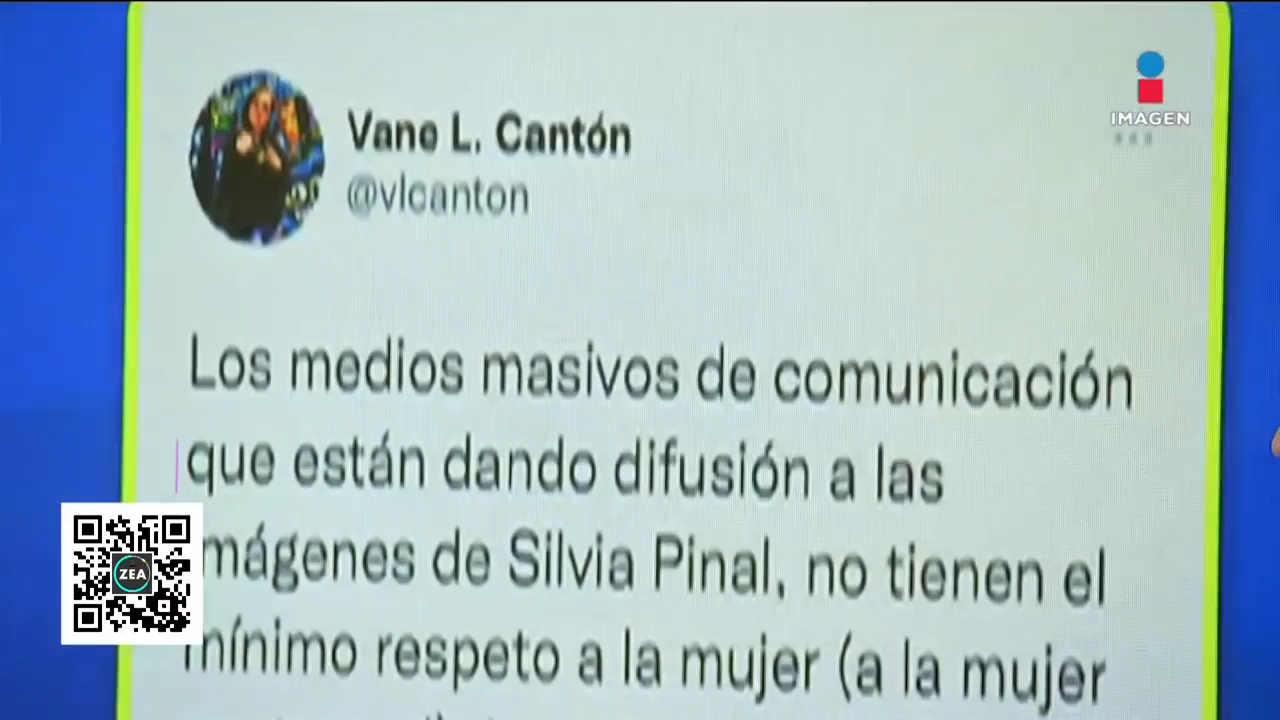 IMAGEN
Vane L. Cantón
@vlcanton
Los medios masivos de comunicación
que están dando difusión a las
imágenes de Silvia Pinal, no tienen el
mínimo respeto a la mujer (a la mujer
ZEA